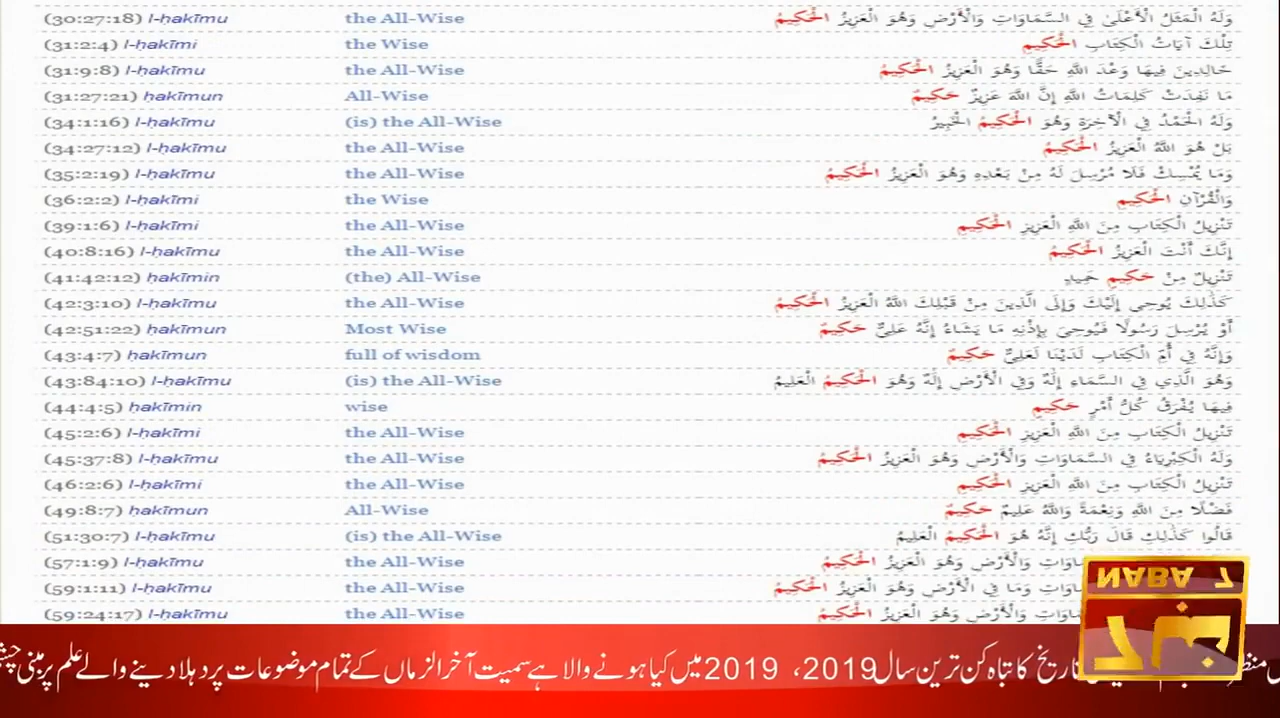 (30:27:18) l-ḥakīmu the All-Wise وَلَهُ الْمَثَلُ الْأَعْلَىٰ فِي السَّمَاوَاتِ وَالْأَرْضِ وَهُوَ الْعَزِيزُ الْحَكِيمُ
(31:2:4) l-ḥakīmi the Wise تِلْكَ آيَاتُ الْكِتَابِ الْحَكِيمِ
(31:9:8) l-ḥakīmu the All-Wise خَالِدِينَ فِيهَا وَعْدَ اللَّهِ حَقًّا وَهُوَ الْعَزِيزُ الْحَكِيمُ
(31:27:21) ḥakīmun All-Wise مَا نَفِدَتْ كَلِمَاتُ اللَّهِ إِنَّ اللَّهَ عَزِيزٌ حَكِيمٌ
(34:1:16) l-ḥakīmu (is) the All-Wise وَلَهُ الْحَمْدُ فِي الْآخِرَةِ وَهُوَ الْحَكِيمُ الْخَبِيرُ
(34:27:12) l-ḥakīmu the All-Wise بَلْ هُوَ اللَّهُ الْعَزِيزُ الْحَكِيمُ
(35:2:19) l-ḥakīmu the All-Wise وَمَا يُمْسِكْ فَلَا مُرْسِلَ لَهُ مِنْ بَعْدِهِ وَهُوَ الْعَزِيزُ الْحَكِيمُ
(36:2:2) l-ḥakīmi the Wise وَالْقُرْآنِ الْحَكِيمِ
(39:1:6) l-ḥakīmi the All-Wise تَنْزِيلُ الْكِتَابِ مِنَ اللَّهِ الْعَزِيزِ الْحَكِيمِ
(40:8:16) l-ḥakīmu the All-Wise إِنَّكَ أَنْتَ الْعَزِيزُ الْحَكِيمُ
(41:42:12) ḥakīmin (the) All-Wise تَنْزِيلٌ مِنْ حَكِيمٍ حَمِيدٍ
(42:3:10) l-ḥakīmu the All-Wise كَذَٰلِكَ يُوحِي إِلَيْكَ وَإِلَى الَّذِينَ مِنْ قَبْلِكَ اللَّهُ الْعَزِيزُ الْحَكِيمُ
(42:51:22) ḥakīmun Most Wise أَوْ يُرْسِلَ رَسُولًا فَيُوحِيَ بِإِذْنِهِ مَا يَشَاءُ إِنَّهُ عَلِيٌّ حَكِيمٌ
(43:4:7) ḥakīmun full of wisdom وَإِنَّهُ فِي أُمِّ الْكِتَابِ لَدَيْنَا لَعَلِيٌّ حَكِيمٌ
(43:84:10) l-ḥakīmu (is) the All-Wise وَهُوَ الَّذِي فِي السَّمَاءِ إِلَٰهٌ وَفِي الْأَرْضِ إِلَٰهٌ وَهُوَ الْحَكِيمُ الْعَلِيمُ
(44:4:5) ḥakīmin wise فِيهَا يُفْرَقُ كُلُّ أَمْرٍ حَكِيمٍ
(45:2:6) l-ḥakīmi the All-Wise تَنْزِيلُ الْكِتَابِ مِنَ اللَّهِ الْعَزِيزِ الْحَكِيمِ
(45:37:8) l-ḥakīmu the All-Wise وَلَهُ الْكِبْرِيَاءُ فِي السَّمَاوَاتِ وَالْأَرْضِ وَهُوَ الْعَزِيزُ الْحَكِيمُ
(46:2:6) l-ḥakīmi the All-Wise تَنْزِيلُ الْكِتَابِ مِنَ اللَّهِ الْعَزِيزِ الْحَكِيمِ
(49:8:7) ḥakīmun All-Wise فَضْلًا مِنَ اللَّهِ وَنِعْمَةً وَاللَّهُ عَلِيمٌ حَكِيمٌ
(51:30:7) l-ḥakīmu (is) the All-Wise قَالُوا كَذَٰلِكِ قَالَ رَبُّكِ إِنَّهُ هُوَ الْحَكِيمُ الْعَلِيمُ
(57:1:9) l-ḥakīmu the All-Wise وَالْأَرْضِ وَهُوَ الْعَزِيزُ الْحَكِيمُ
(59:1:11) l-ḥakīmu the All-Wise وَمَا فِي الْأَرْضِ وَهُوَ الْعَزِيزُ الْحَكِيمُ
(59:24:17) l-ḥakīmu the All-Wise وَالْأَرْضِ وَهُوَ الْعَزِيزُ الْحَكِيمُ
NABA 7
تاریخ کا تباہ کن ترین سال 2019، 2019 میں کیا ہونے والا ہے سمیت آخر الزماں کے تمام موضوعات پر دہلا دینے والے علم پر مبنی